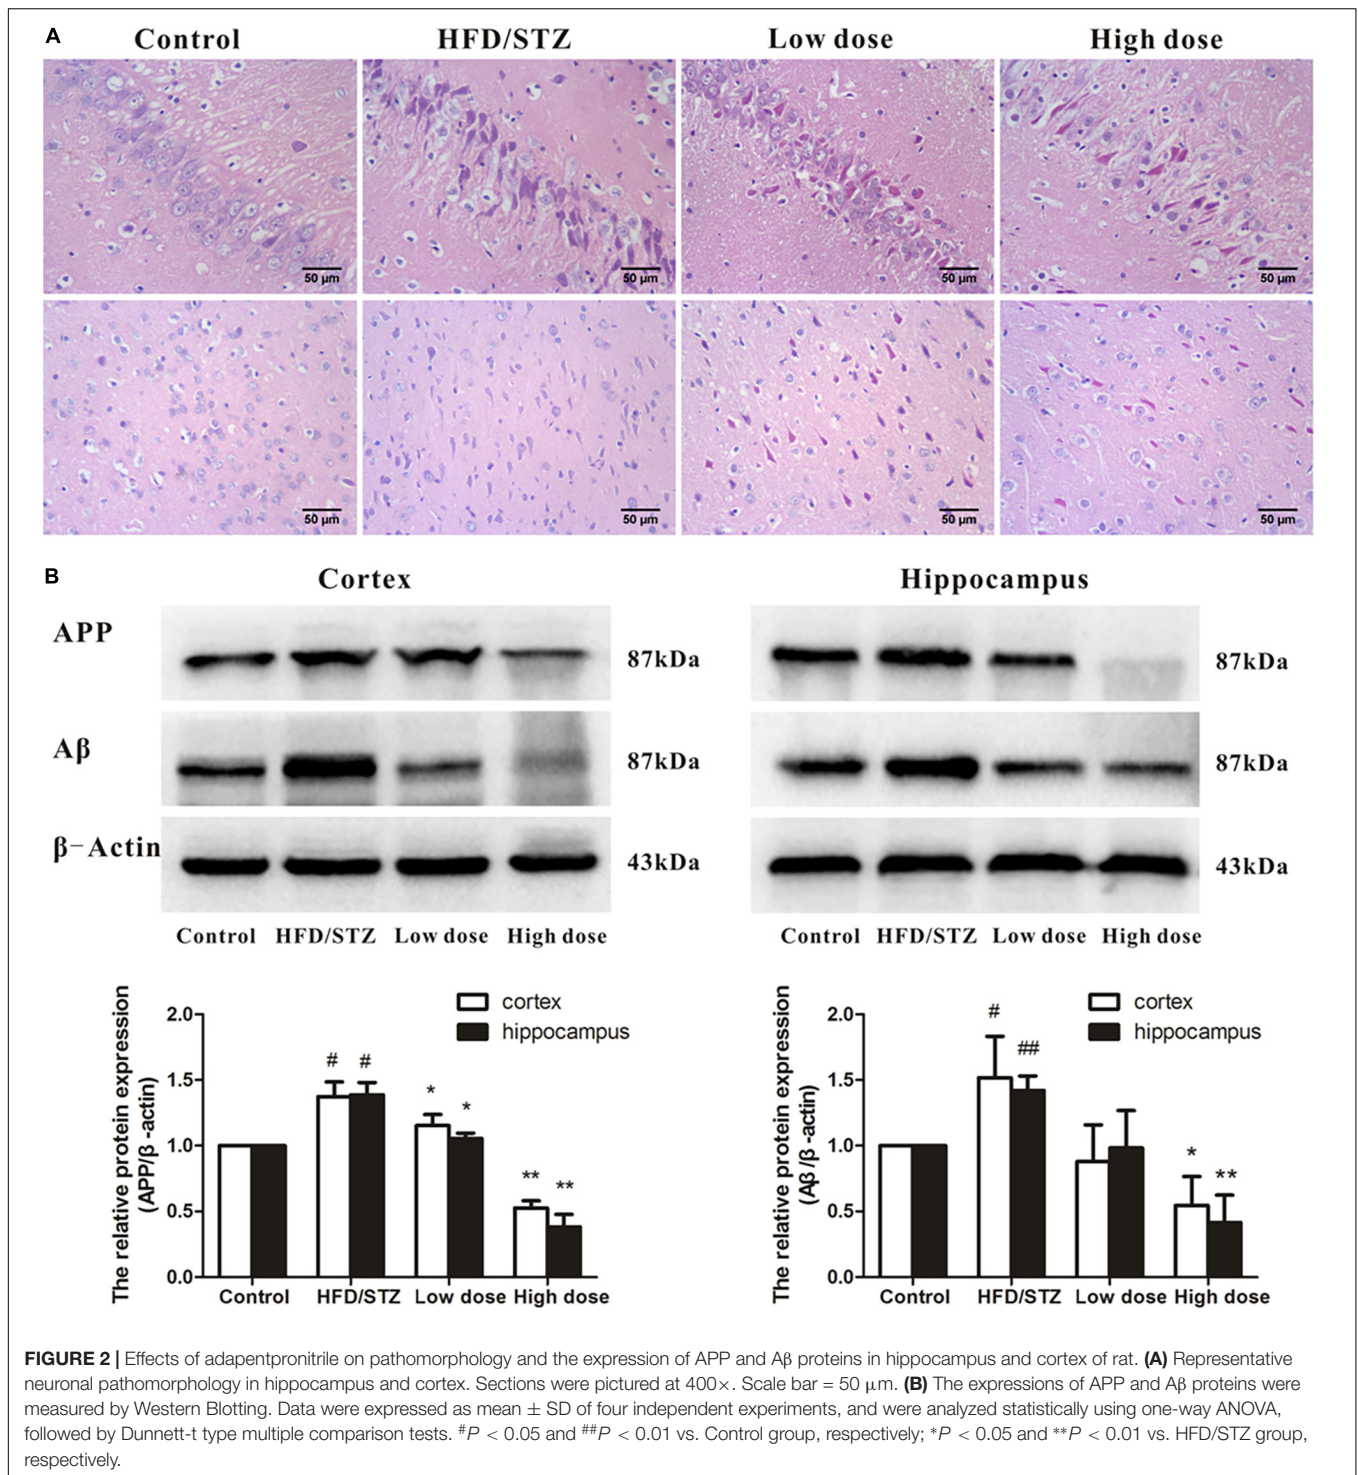 A
Control HFD/STZ Low dose High dose
50 µm 50 µm 50 µm 50 µm
50 µm 50 µm 50 µm 50 µm
B
Cortex Hippocampus
APP 87kDa 87kDa
Aβ 87kDa 87kDa
β-Actin 43kDa 43kDa
Control HFD/STZ Low dose High dose Control HFD/STZ Low dose High dose
The relative protein expression
(APP/β -actin)
2.0
1.5
1.0
0.5
0.0
cortex
hippocampus
# # * * ** **
Control HFD/STZ Low dose High dose
The relative protein expression
(Aβ/β -actin)
2.0
1.5
1.0
0.5
0.0
cortex
hippocampus
# ## * **
Control HFD/STZ Low dose High dose
FIGURE 2 | Effects of adapentpronitrile on pathomorphology and the expression of APP and Aβ proteins in hippocampus and cortex of rat. (A) Representative
neuronal pathomorphology in hippocampus and cortex. Sections were pictured at 400×. Scale bar = 50 µm. (B) The expressions of APP and Aβ proteins were
measured by Western Blotting. Data were expressed as mean ± SD of four independent experiments, and were analyzed statistically using one-way ANOVA,
followed by Dunnett-t type multiple comparison tests. #P < 0.05 and ##P < 0.01 vs. Control group, respectively; *P < 0.05 and **P < 0.01 vs. HFD/STZ group,
respectively.